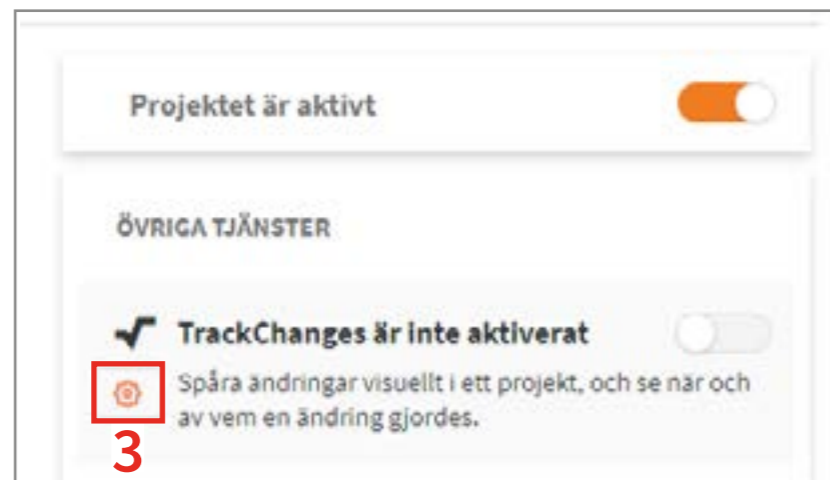 Projektet är aktivt
ÖVRIGA TJÄNSTER
TrackChanges är inte aktiverat
Spåra ändringar visuellt i ett projekt, och se när och
av vem en ändring gjordes.
3